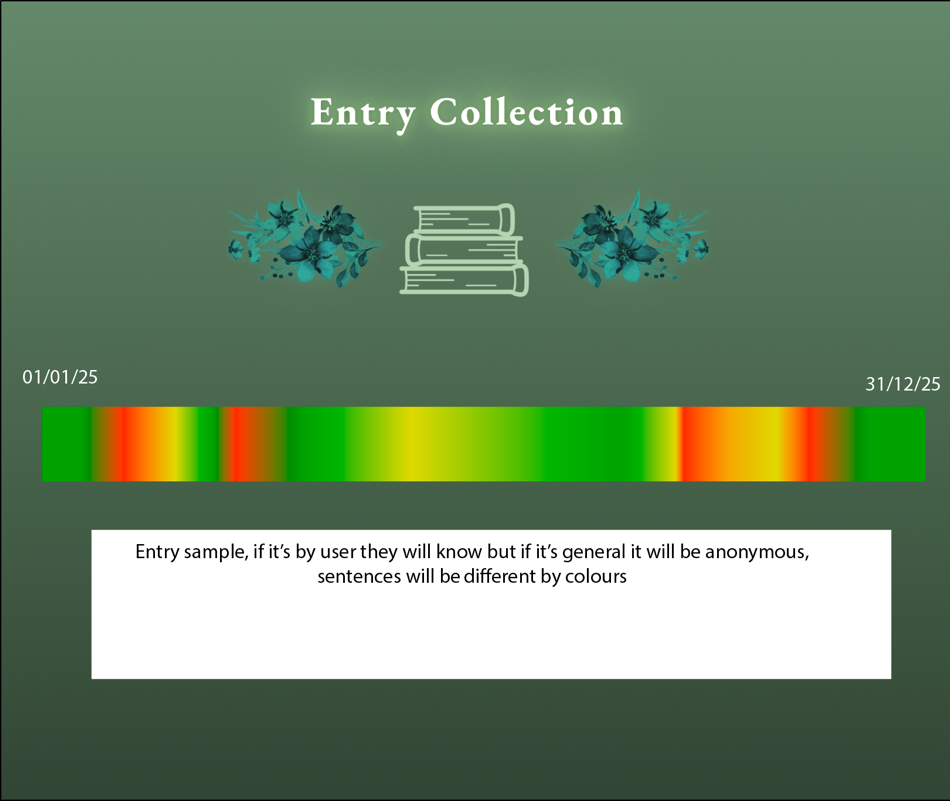 Entry Collection
01/01/25
31/12/25
Entry sample, if it’s by user they will know but if it’s general it will be anonymous,
sentences will be different by colours